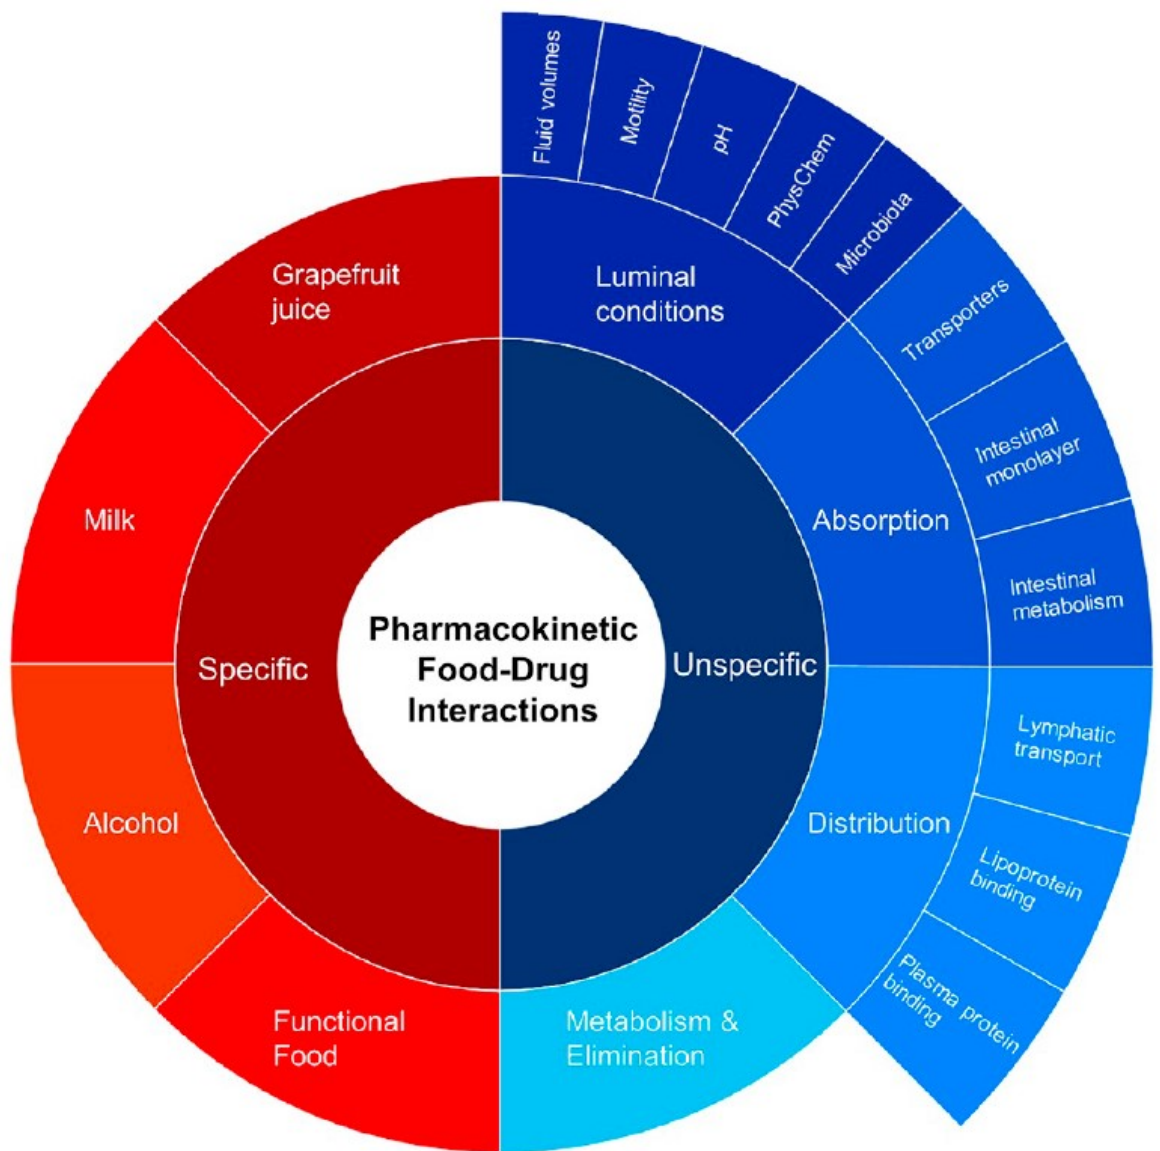 Pharmacokinetic
Food-Drug
Interactions
Specific
Unspecific
Grapefruit
juice
Milk
Alcohol
Functional
Food
Luminal
conditions
Absorption
Distribution
Metabolism &
Elimination
Fluid volumes
Motility
pH
PhysChem
Microbiota
Transporters
Intestinal
monolayer
Intestinal
metabolism
Lymphatic
transport
Lipoprotein
binding
Plasma protein
binding